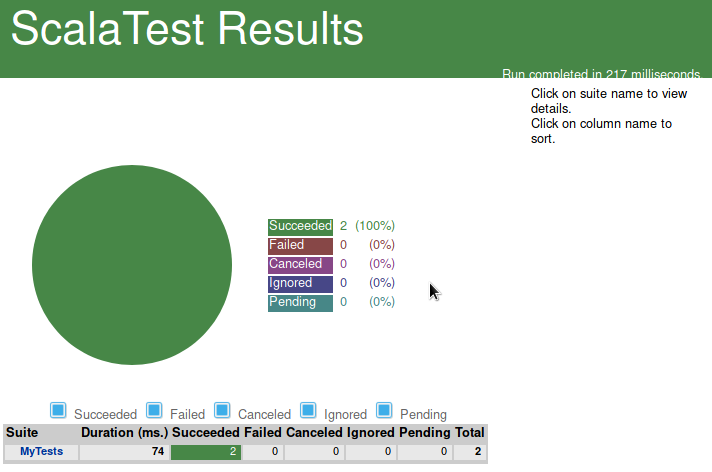 ScalaTest Results
Run completed in 217 milliseconds.
Click on suite name to view
details.
Click on column name to
sort.
Succeeded 2 (100%)
Failed 0 (0%)
Canceled 0 (0%)
Ignored 0 (0%)
Pending 0 (0%)
Succeeded Failed Canceled Ignored Pending
Suite Duration (ms.) Succeeded Failed Canceled Ignored Pending Total
MyTests 74 2 0 0 0 0 2